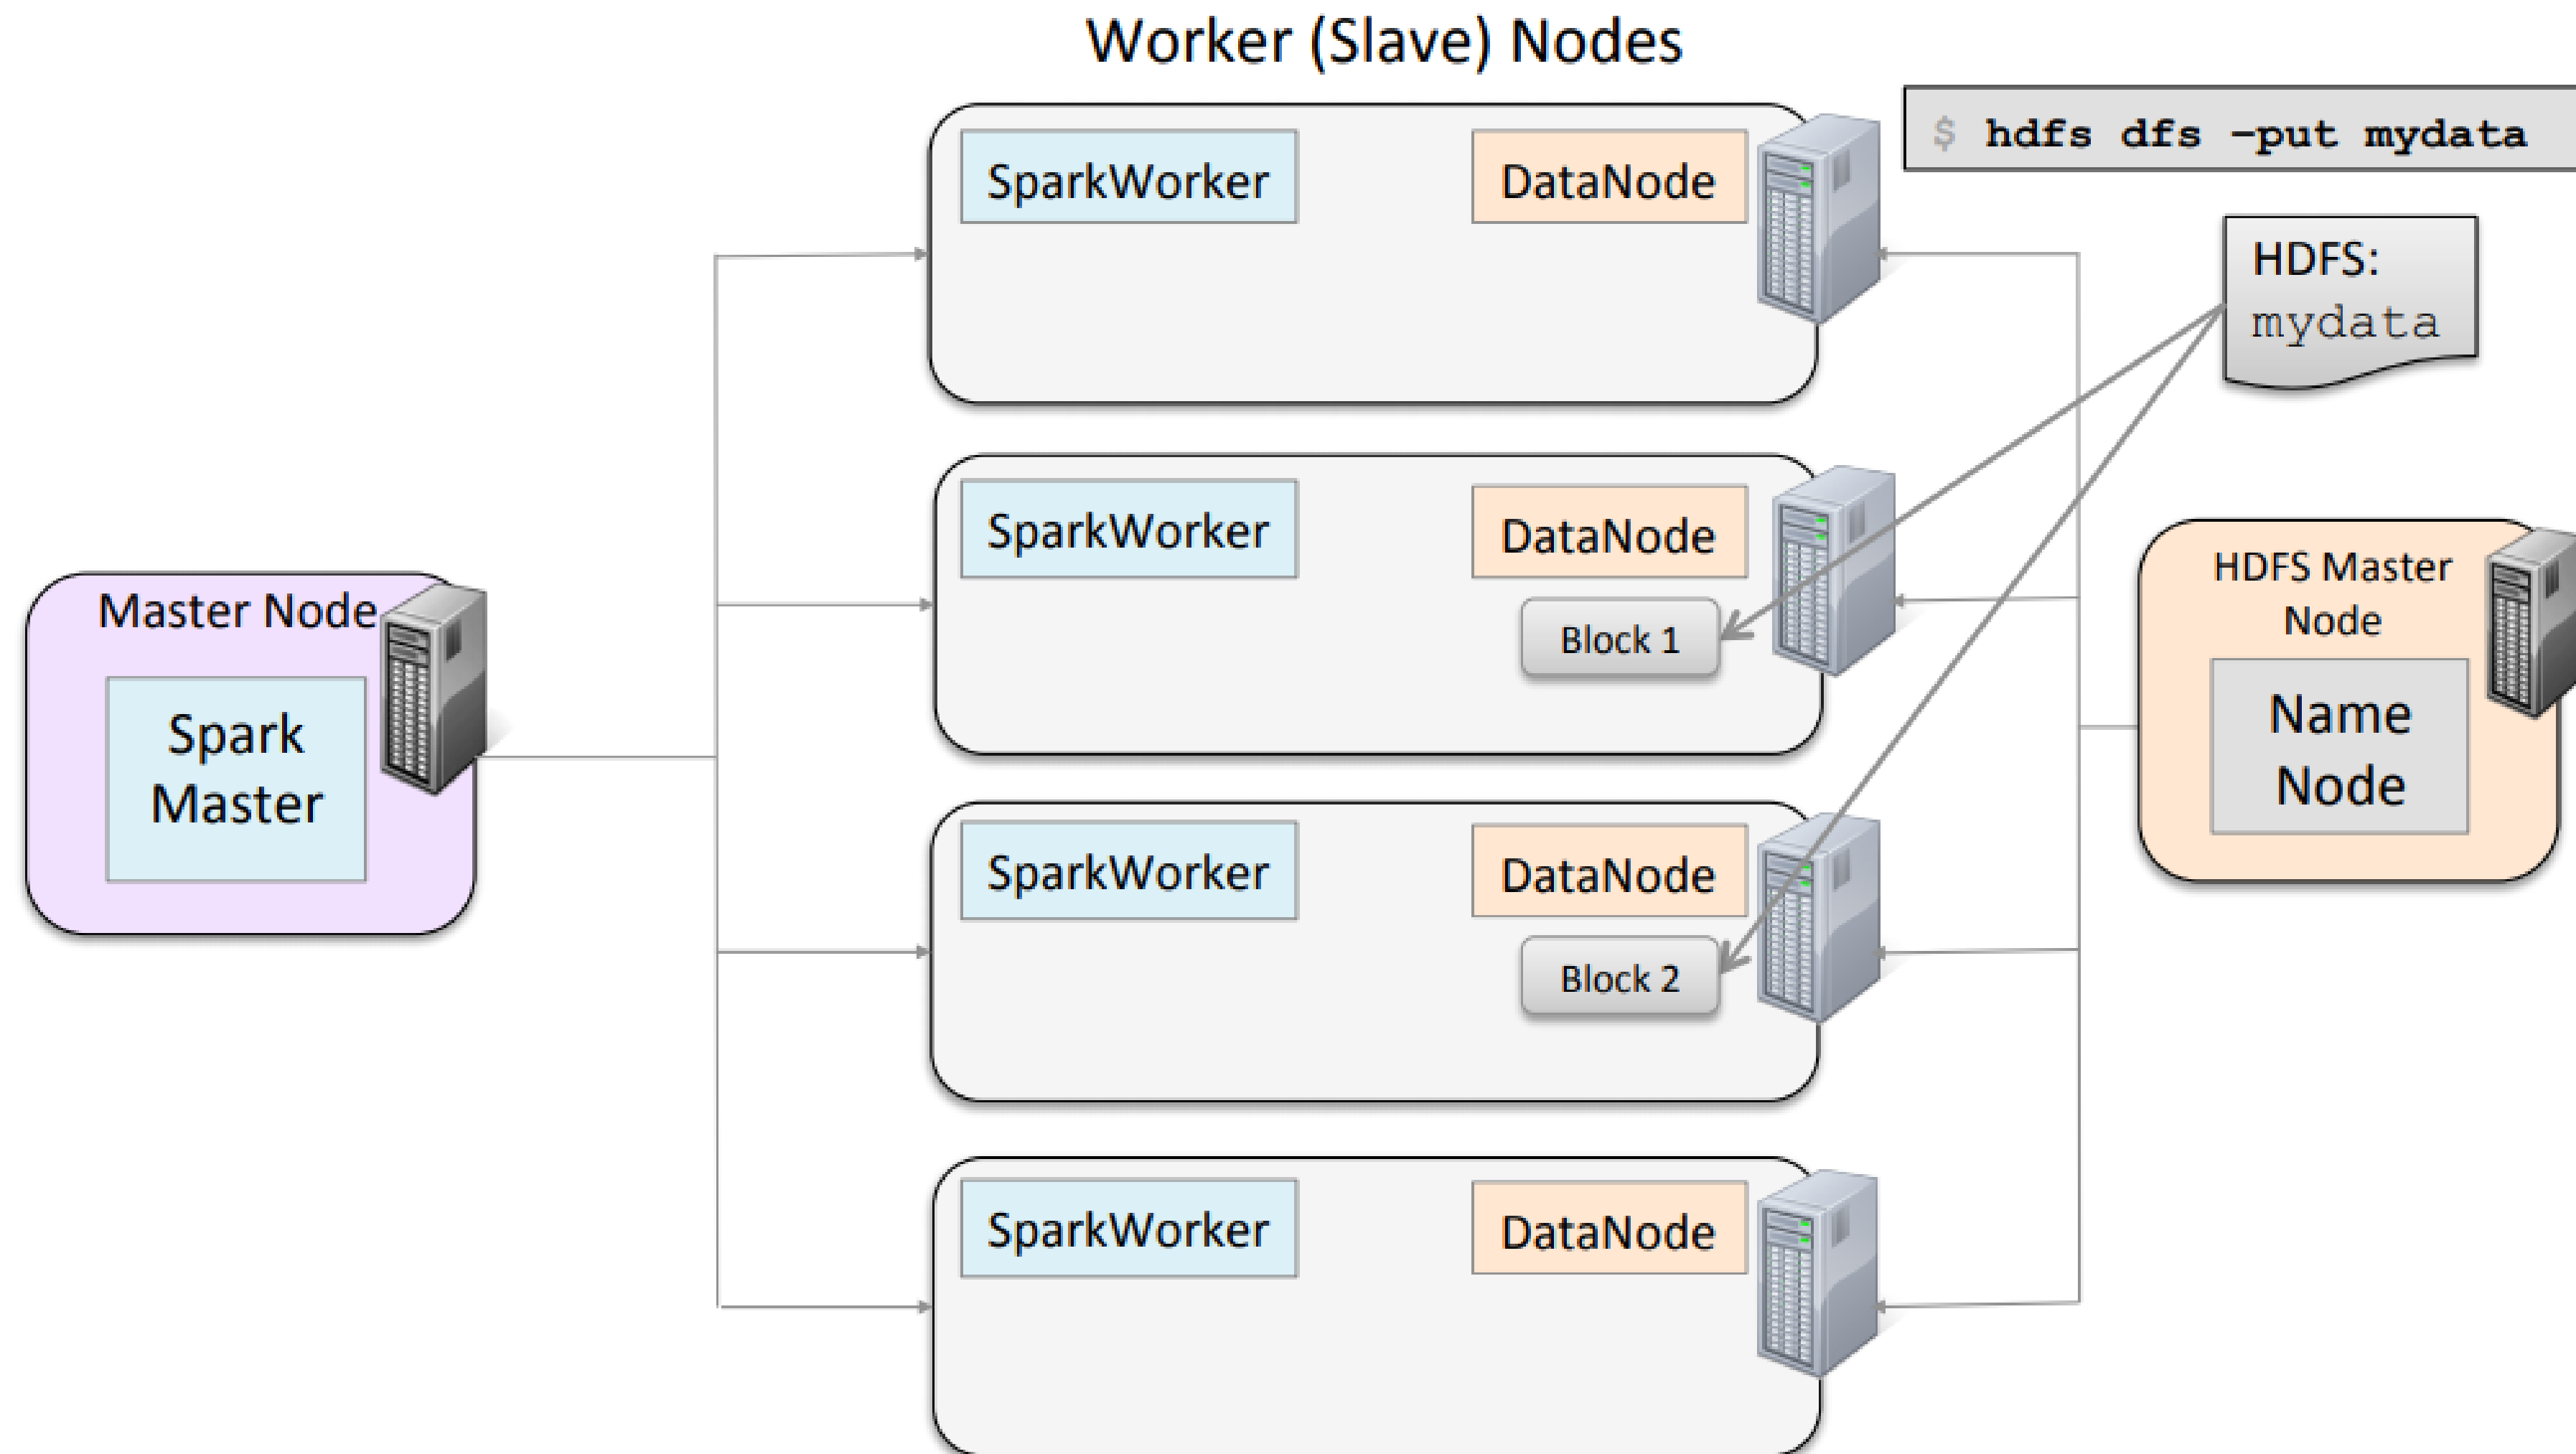 Worker (Slave) Nodes
$ hdfs dfs –put mydata
SparkWorker
DataNode
HDFS:
mydata
SparkWorker
DataNode
Block 1
Master Node
Spark
Master
HDFS Master
Node
Name
Node
SparkWorker
DataNode
Block 2
SparkWorker
DataNode